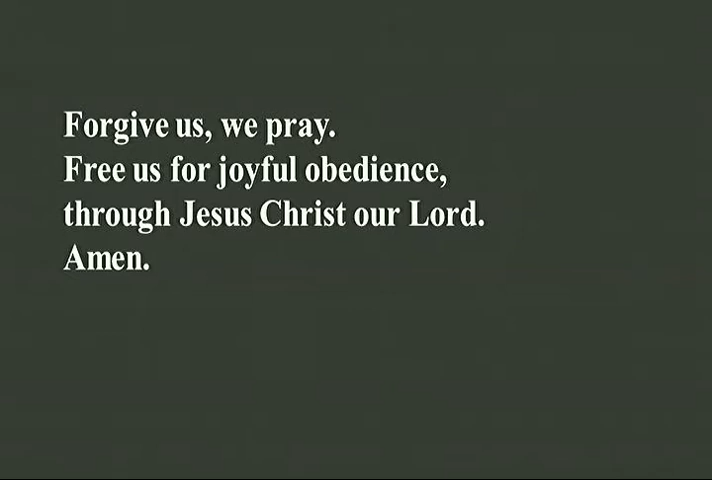 Forgive us, we pray.
Free us for joyful obedience,
through Jesus Christ our Lord.
Amen.